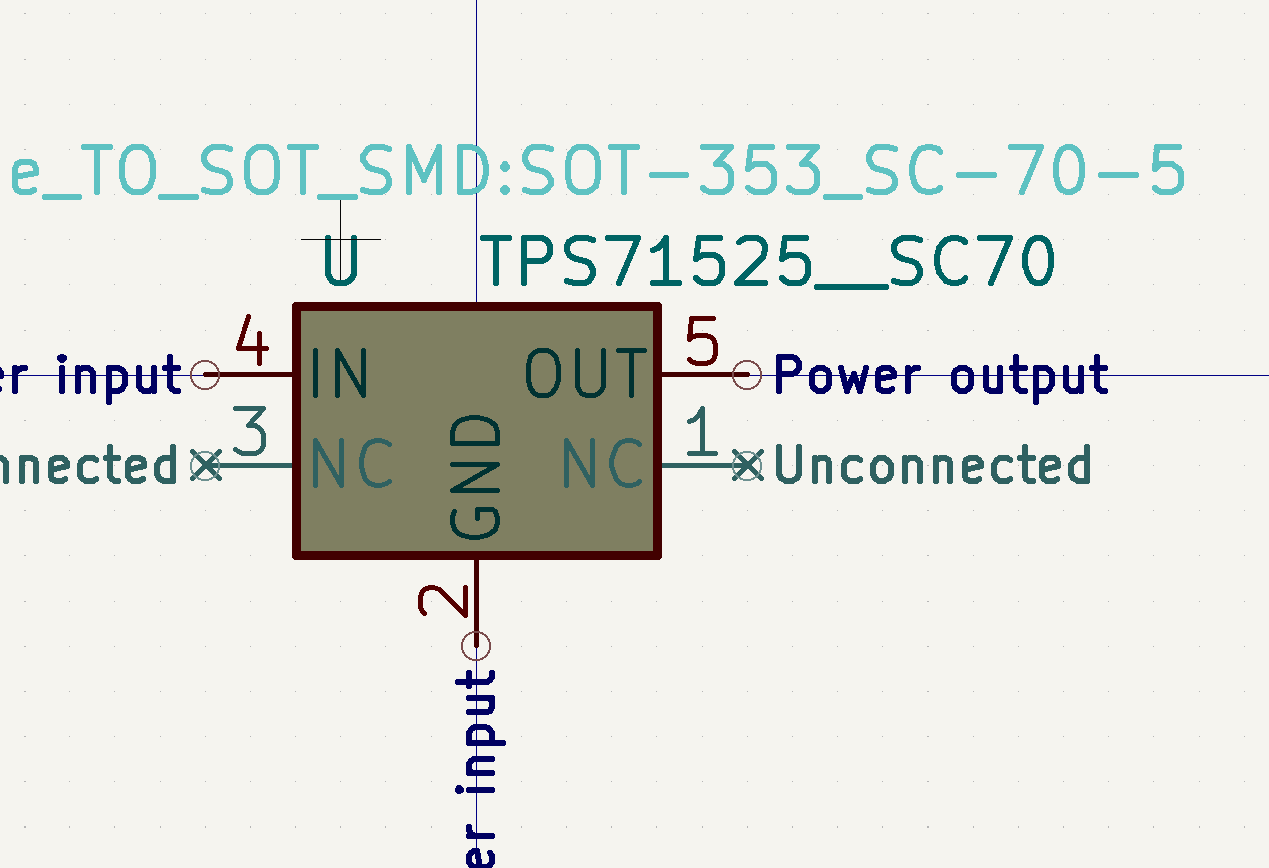 e_TO_SOT_SMD:SOT-353_SC-70-5
U TPS71525__SC70
er input 4 IN OUT 5 Power output
nnected 3 NC NC 1 Unconnected
GND
2
er input